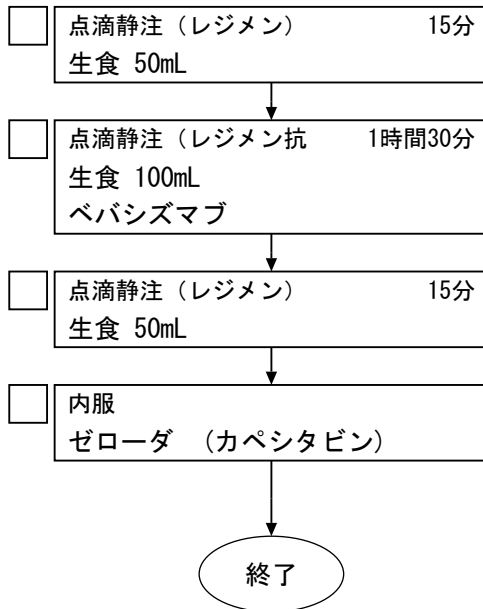 点滴静注（レジメン） 15分
生食 50mL
点滴静注（レジメン抗 1時間30分
生食 100mL
ベバシズマブ
点滴静注（レジメン） 15分
生食 50mL
内服
ゼローダ （カペシタビン）
終了